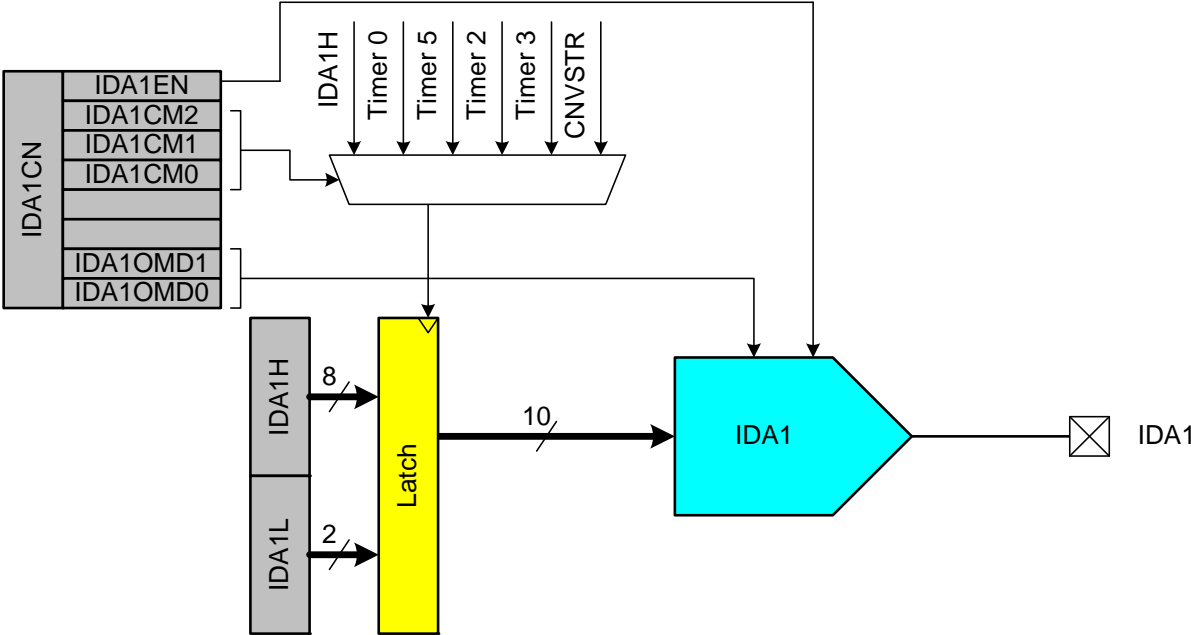 IDA1CN
IDA1EN
IDA1CM2
IDA1CM1
IDA1CM0
IDA1OMD1
IDA1OMD0
IDA1H
Timer 0
Timer 5
Timer 2
Timer 3
CNVSTR
IDA1H
8
IDA1L
2
Latch
10
IDA1
IDA1